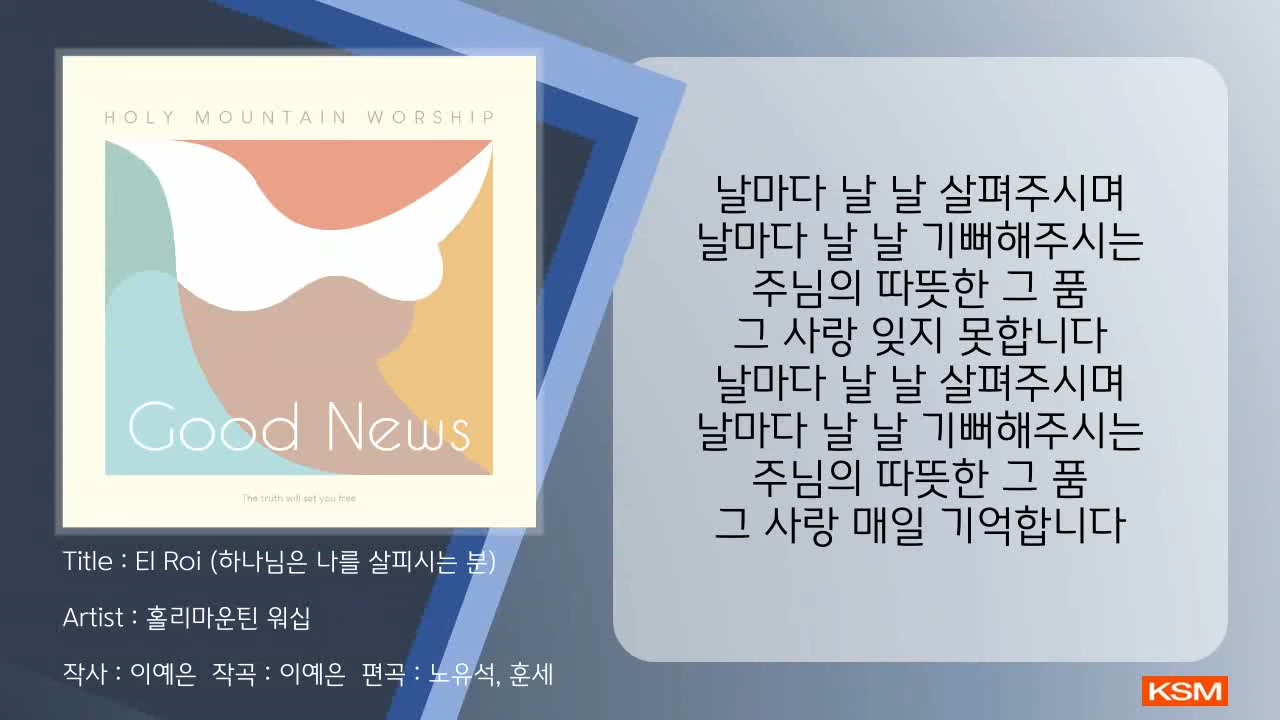 HOLY MOUNTAIN WORSHIP
Good News
The truth will set you free
Title : El Roi (하나님은 나를 살피시는 분)
Artist : 홀리마운틴 워십
작사 : 이예은 작곡 : 이예은 편곡 : 노유석, 훈세
날마다 날 날 살펴주시며
날마다 날 날 기뻐해주시는
주님의 따뜻한 그 품
그 사랑 잊지 못합니다
날마다 날 날 살펴주시며
날마다 날 날 기뻐해주시는
주님의 따뜻한 그 품
그 사랑 매일 기억합니다
KSM